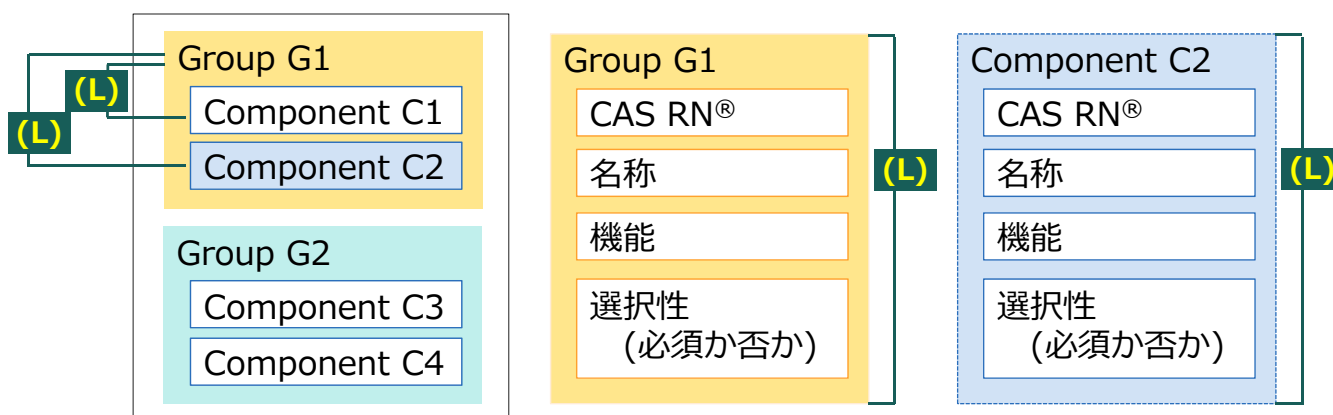 Group G1
(L)
Component C1
(L)
Component C2
Group G2
Component C3
Component C4
Group G1
CAS RN®
名称
(L)
機能
選択性
(必須か否か)
Component C2
CAS RN®
名称
(L)
機能
選択性
(必須か否か)